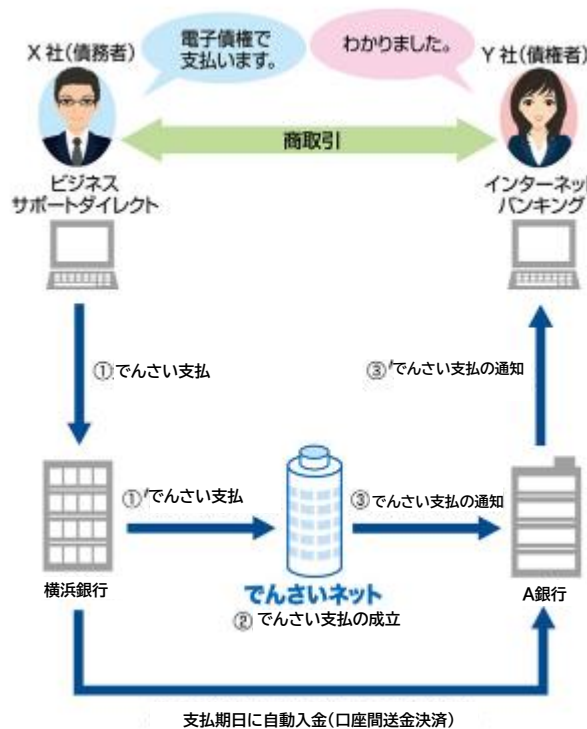 電子債権で
支払います。
わかりました。
X社(債務者)
Y社(債権者)
商取引
ビジネス
サポートダイレクト
インターネット
バンキング
①でんさい支払
③'でんさい支払の通知
①'でんさい支払
③でんさい支払の通知
横浜銀行
でんさいネット
A銀行
②でんさい支払の成立
支払期日に自動入金(口座間送金決済)